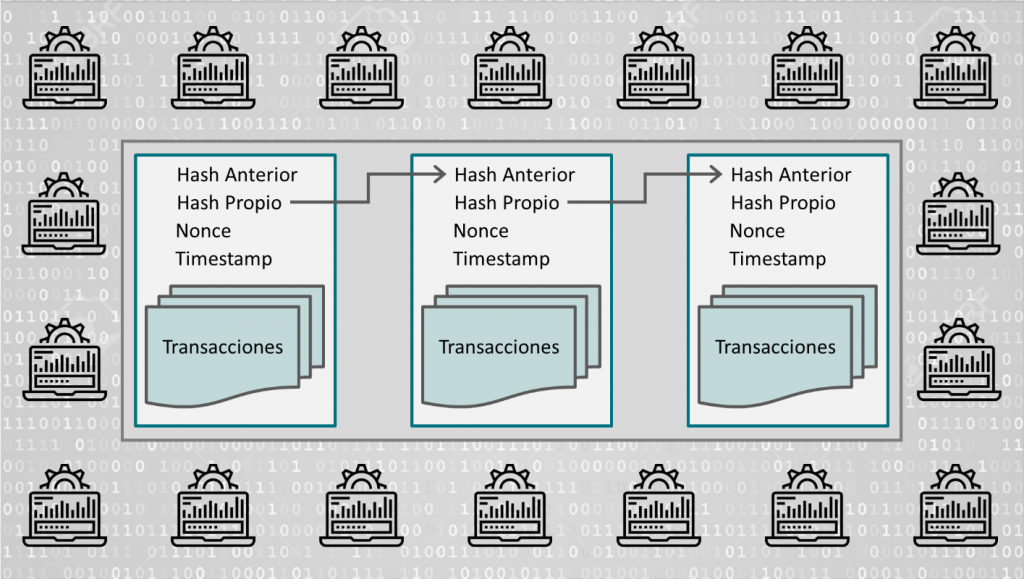 Hash Anterior
Hash Propio
Nonce
Timestamp
Transacciones
Hash Anterior
Hash Propio
Nonce
Timestamp
Transacciones
Hash Anterior
Hash Propio
Nonce
Timestamp
Transacciones